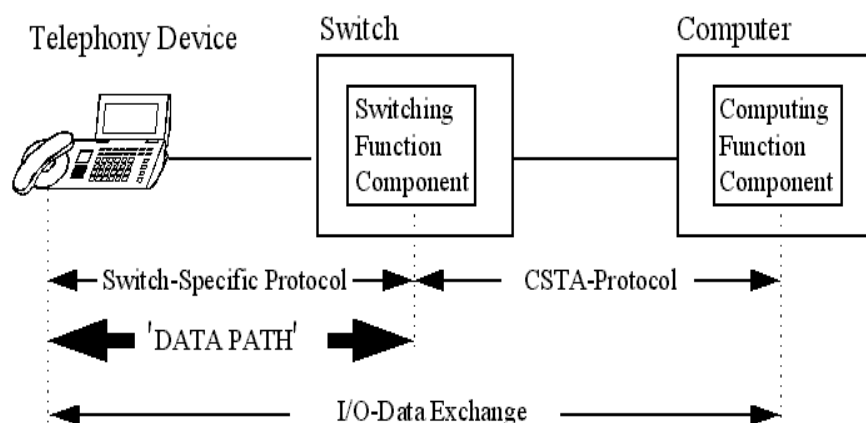 Telephony Device
Switch
Computer
Switching
Function
Component
Computing
Function
Component
Switch-Specific Protocol
CSTA-Protocol
'DATA PATH'
I/O-Data Exchange